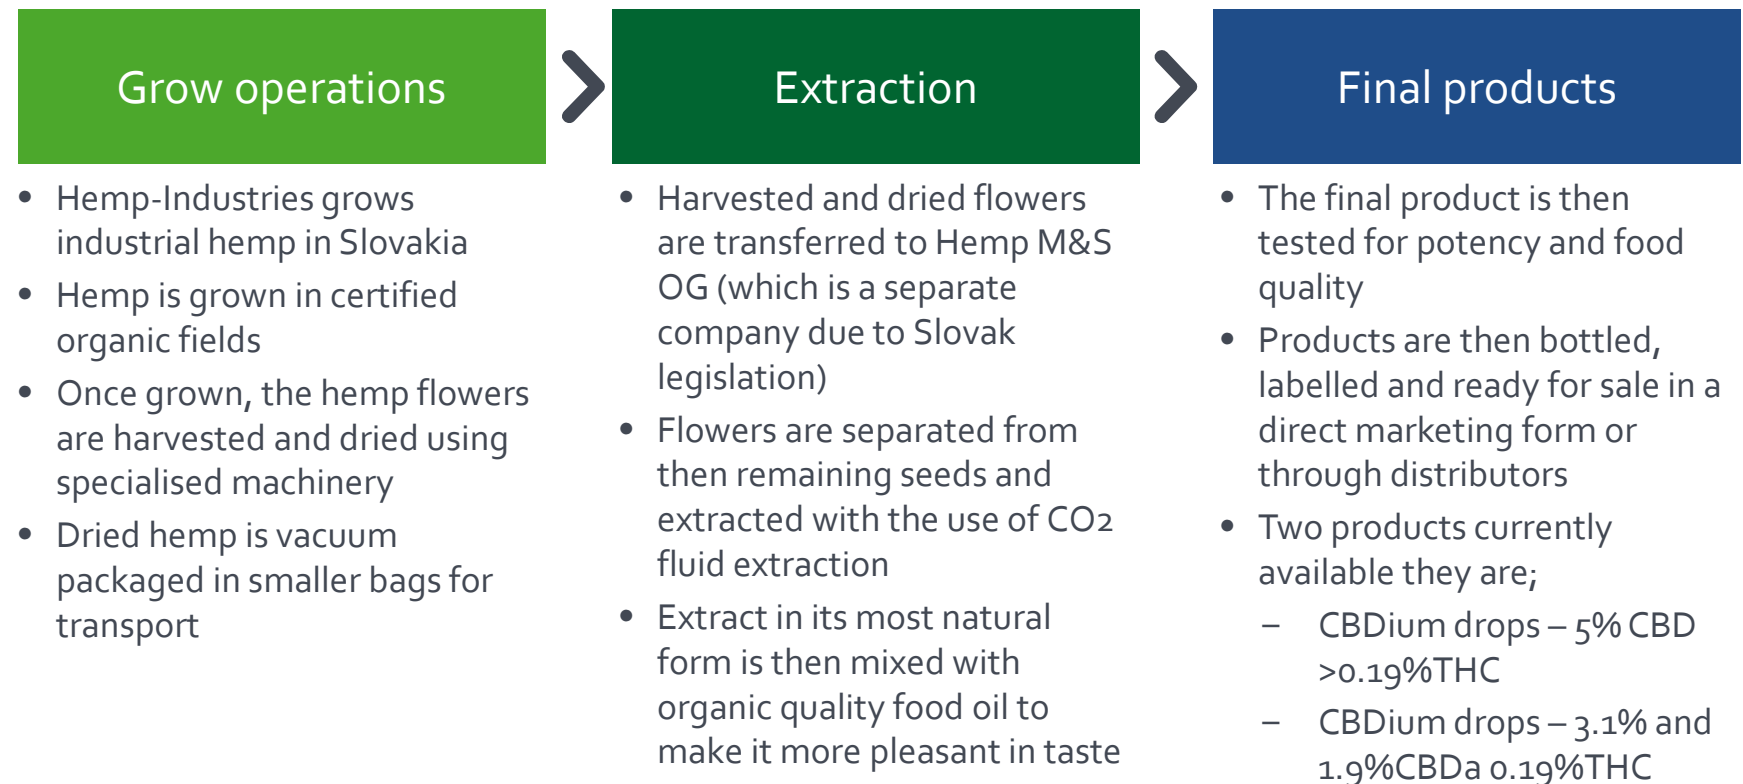 Grow operations
• Hemp-Industries grows
industrial hemp in Slovakia
• Hemp is grown in certified
organic fields
• Once grown, the hemp flowers
are harvested and dried using
specialised machinery
• Dried hemp is vacuum
packaged in smaller bags for
transport
Extraction
• Harvested and dried flowers
are transferred to Hemp M&S
OG (which is a separate
company due to Slovak
legislation)
• Flowers are separated from
then remaining seeds and
extracted with the use of CO2
fluid extraction
• Extract in its most natural
form is then mixed with
organic quality food oil to
make it more pleasant in taste
Final products
• The final product is then
tested for potency and food
quality
• Products are then bottled,
labelled and ready for sale in a
direct marketing form or
through distributors
• Two products currently
available they are;
– CBDium drops – 5% CBD
>0.19%THC
– CBDium drops – 3.1% and
1.9%CBDa 0.19%THC